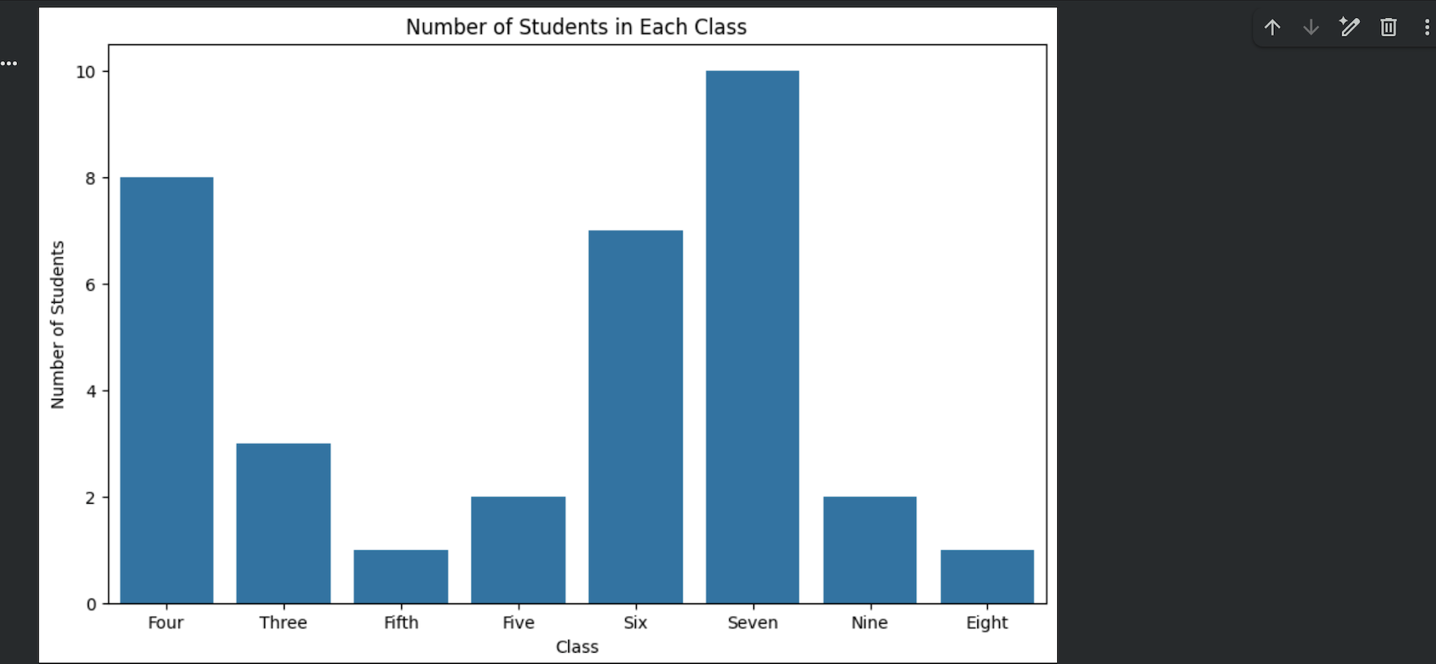 Number of Students in Each Class
10
8
6
4
2
0
Number of Students
Four Three Fifth Five Six Seven Nine Eight
Class